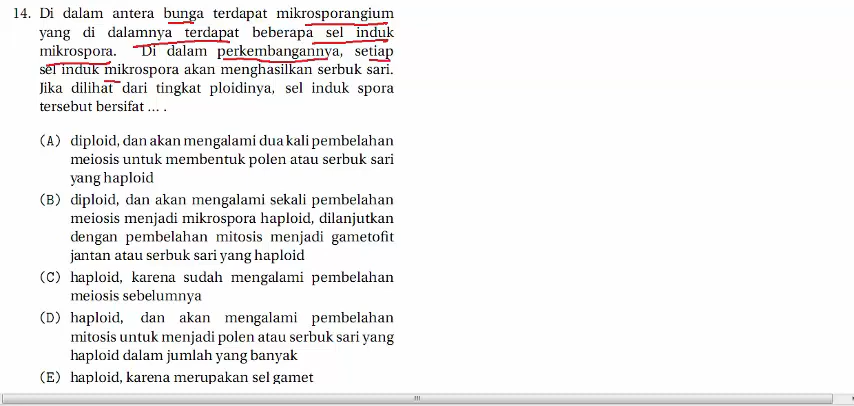 14. Di dalam antera bunga terdapat mikrosporangium
yang di dalamnya terdapat beberapa sel induk
mikrospora. Di dalam perkembangannya, setiap
sel induk mikrospora akan menghasilkan serbuk sari.
Jika dilihat dari tingkat ploidinya, sel induk spora
tersebut bersifat ... .
(A) diploid, dan akan mengalami dua kali pembelahan
meiosis untuk membentuk polen atau serbuk sari
yang haploid
(B) diploid, dan akan mengalami sekali pembelahan
meiosis menjadi mikrospora haploid, dilanjutkan
dengan pembelahan mitosis menjadi gametofit
jantan atau serbuk sari yang haploid
(C) haploid, karena sudah mengalami pembelahan
meiosis sebelumnya
(D) haploid, dan akan mengalami pembelahan
mitosis untuk menjadi polen atau serbuk sari yang
haploid dalam jumlah yang banyak
(E) haploid, karena merupakan sel gamet